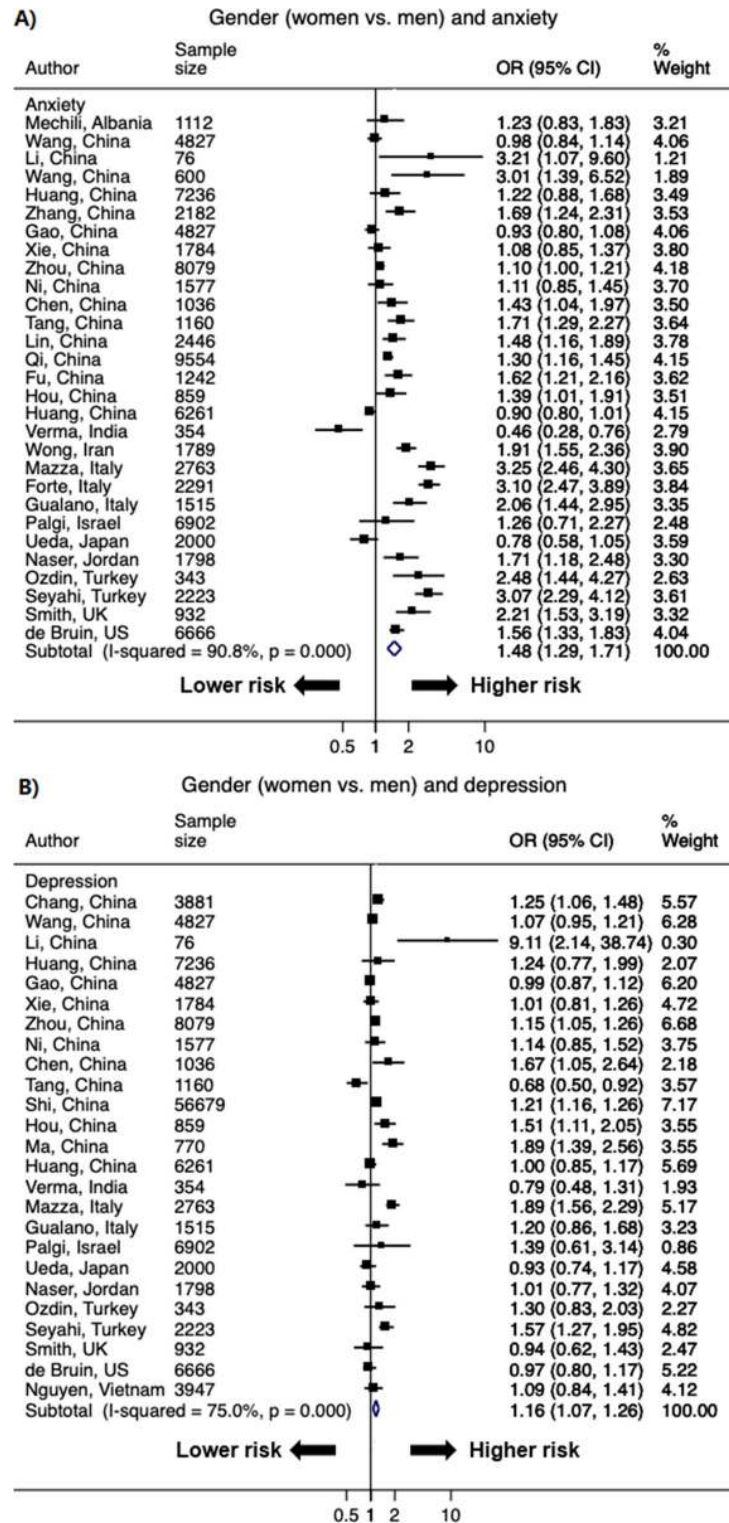 A) Gender (women vs. men) and anxiety
Sample %
Author size OR (95% CI) Weight
Anxiety
Mechili, Albania 1112 1.23 (0.83, 1.83) 3.21
Wang, China 4827 0.98 (0.84, 1.14) 4.06
Li, China 76 3.21 (1.07, 9.60) 1.21
Wang, China 600 3.01 (1.39, 6.52) 1.89
Huang, China 7236 1.22 (0.88, 1.68) 3.49
Zhang, China 2182 1.69 (1.24, 2.31) 3.53
Gao, China 4827 0.93 (0.80, 1.08) 4.06
Xie, China 1784 1.08 (0.85, 1.37) 3.80
Zhou, China 8079 1.10 (1.00, 1.21) 4.18
Ni, China 1577 1.11 (0.85, 1.45) 3.70
Chen, China 1036 1.43 (1.04, 1.97) 3.50
Tang, China 1160 1.71 (1.29, 2.27) 3.64
Lin, China 2446 1.48 (1.16, 1.89) 3.78
Qi, China 9554 1.30 (1.16, 1.45) 4.15
Fu, China 1242 1.62 (1.21, 2.16) 3.62
Hou, China 859 1.39 (1.01, 1.91) 3.51
Huang, China 6261 0.90 (0.80, 1.01) 4.15
Verma, India 354 0.46 (0.28, 0.76) 2.79
Wong, Iran 1789 1.91 (1.55, 2.36) 3.90
Mazza, Italy 2763 3.25 (2.46, 4.30) 3.65
Forte, Italy 2291 3.10 (2.47, 3.89) 3.84
Gualano, Italy 1515 2.06 (1.44, 2.95) 3.35
Palgi, Israel 6902 1.26 (0.71, 2.27) 2.48
Ueda, Japan 2000 0.78 (0.58, 1.05) 3.59
Naser, Jordan 1798 1.71 (1.18, 2.48) 3.30
Ozdin, Turkey 343 2.48 (1.44, 4.27) 2.63
Seyahi, Turkey 2223 3.07 (2.29, 4.12) 3.61
Smith, UK 932 2.21 (1.53, 3.19) 3.32
de Bruin, US 6666 1.56 (1.33, 1.83) 4.04
Subtotal (I-squared = 90.8%, p = 0.000) 1.48 (1.29, 1.71) 100.00
Lower risk Higher risk
0.5 1 2 10
B) Gender (women vs. men) and depression
Sample %
Author size OR (95% CI) Weight
Depression
Chang, China 3881 1.25 (1.06, 1.48) 5.57
Wang, China 4827 1.07 (0.95, 1.21) 6.28
Li, China 76 9.11 (2.14, 38.74) 0.30
Huang, China 7236 1.24 (0.77, 1.99) 2.07
Gao, China 4827 0.99 (0.87, 1.12) 6.20
Xie, China 1784 1.01 (0.81, 1.26) 4.72
Zhou, China 8079 1.15 (1.05, 1.26) 6.68
Ni, China 1577 1.14 (0.85, 1.52) 3.75
Chen, China 1036 1.67 (1.05, 2.64) 2.18
Tang, China 1160 0.68 (0.50, 0.92) 3.57
Shi, China 56679 1.21 (1.16, 1.26) 7.17
Hou, China 859 1.51 (1.11, 2.05) 3.55
Ma, China 770 1.89 (1.39, 2.56) 3.55
Huang, China 6261 1.00 (0.85, 1.17) 5.69
Verma, India 354 0.79 (0.48, 1.31) 1.93
Mazza, Italy 2763 1.89 (1.56, 2.29) 5.17
Gualano, Italy 1515 1.20 (0.86, 1.68) 3.23
Palgi, Israel 6902 1.39 (0.61, 3.14) 0.86
Ueda, Japan 2000 0.93 (0.74, 1.17) 4.58
Naser, Jordan 1798 1.01 (0.77, 1.32) 4.07
Ozdin, Turkey 343 1.30 (0.83, 2.03) 2.27
Seyahi, Turkey 2223 1.57 (1.27, 1.95) 4.82
Smith, UK 932 0.94 (0.62, 1.43) 2.47
de Bruin, US 6666 0.97 (0.80, 1.17) 5.22
Nguyen, Vietnam 3947 1.09 (0.84, 1.41) 4.12
Subtotal (I-squared = 75.0%, p = 0.000) 1.16 (1.07, 1.26) 100.00
Lower risk Higher risk
0.5 1 2 10